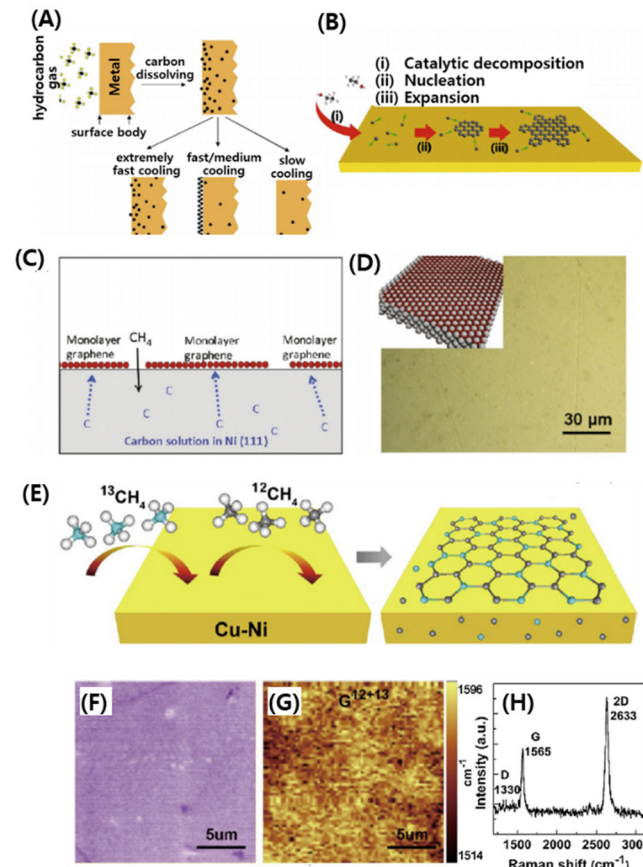 (A)
hydrocarbon
gas
Metal
carbon
dissolving
surface body
extremely
fast cooling
fast/medium
cooling
slow
cooling
(B)
(i) Catalytic decomposition
(ii) Nucleation
(iii) Expansion
(i)
(ii)
(iii)
(C)
Monolayer
graphene
CH4
Monolayer
graphene
Monolayer
graphene
C
C
C
C
C
C
C
Carbon solution in Ni (111)
(D)
30 μm
(E)
13CH4
12CH4
Cu-Ni
(F)
5um
(G)
G12+13
5um
1596
cm-1
1514
(H)
Intensity (a.u.)
D
1330
G
1565
2D
2633
1500 2000 2500 300
Raman shift (cm-1)